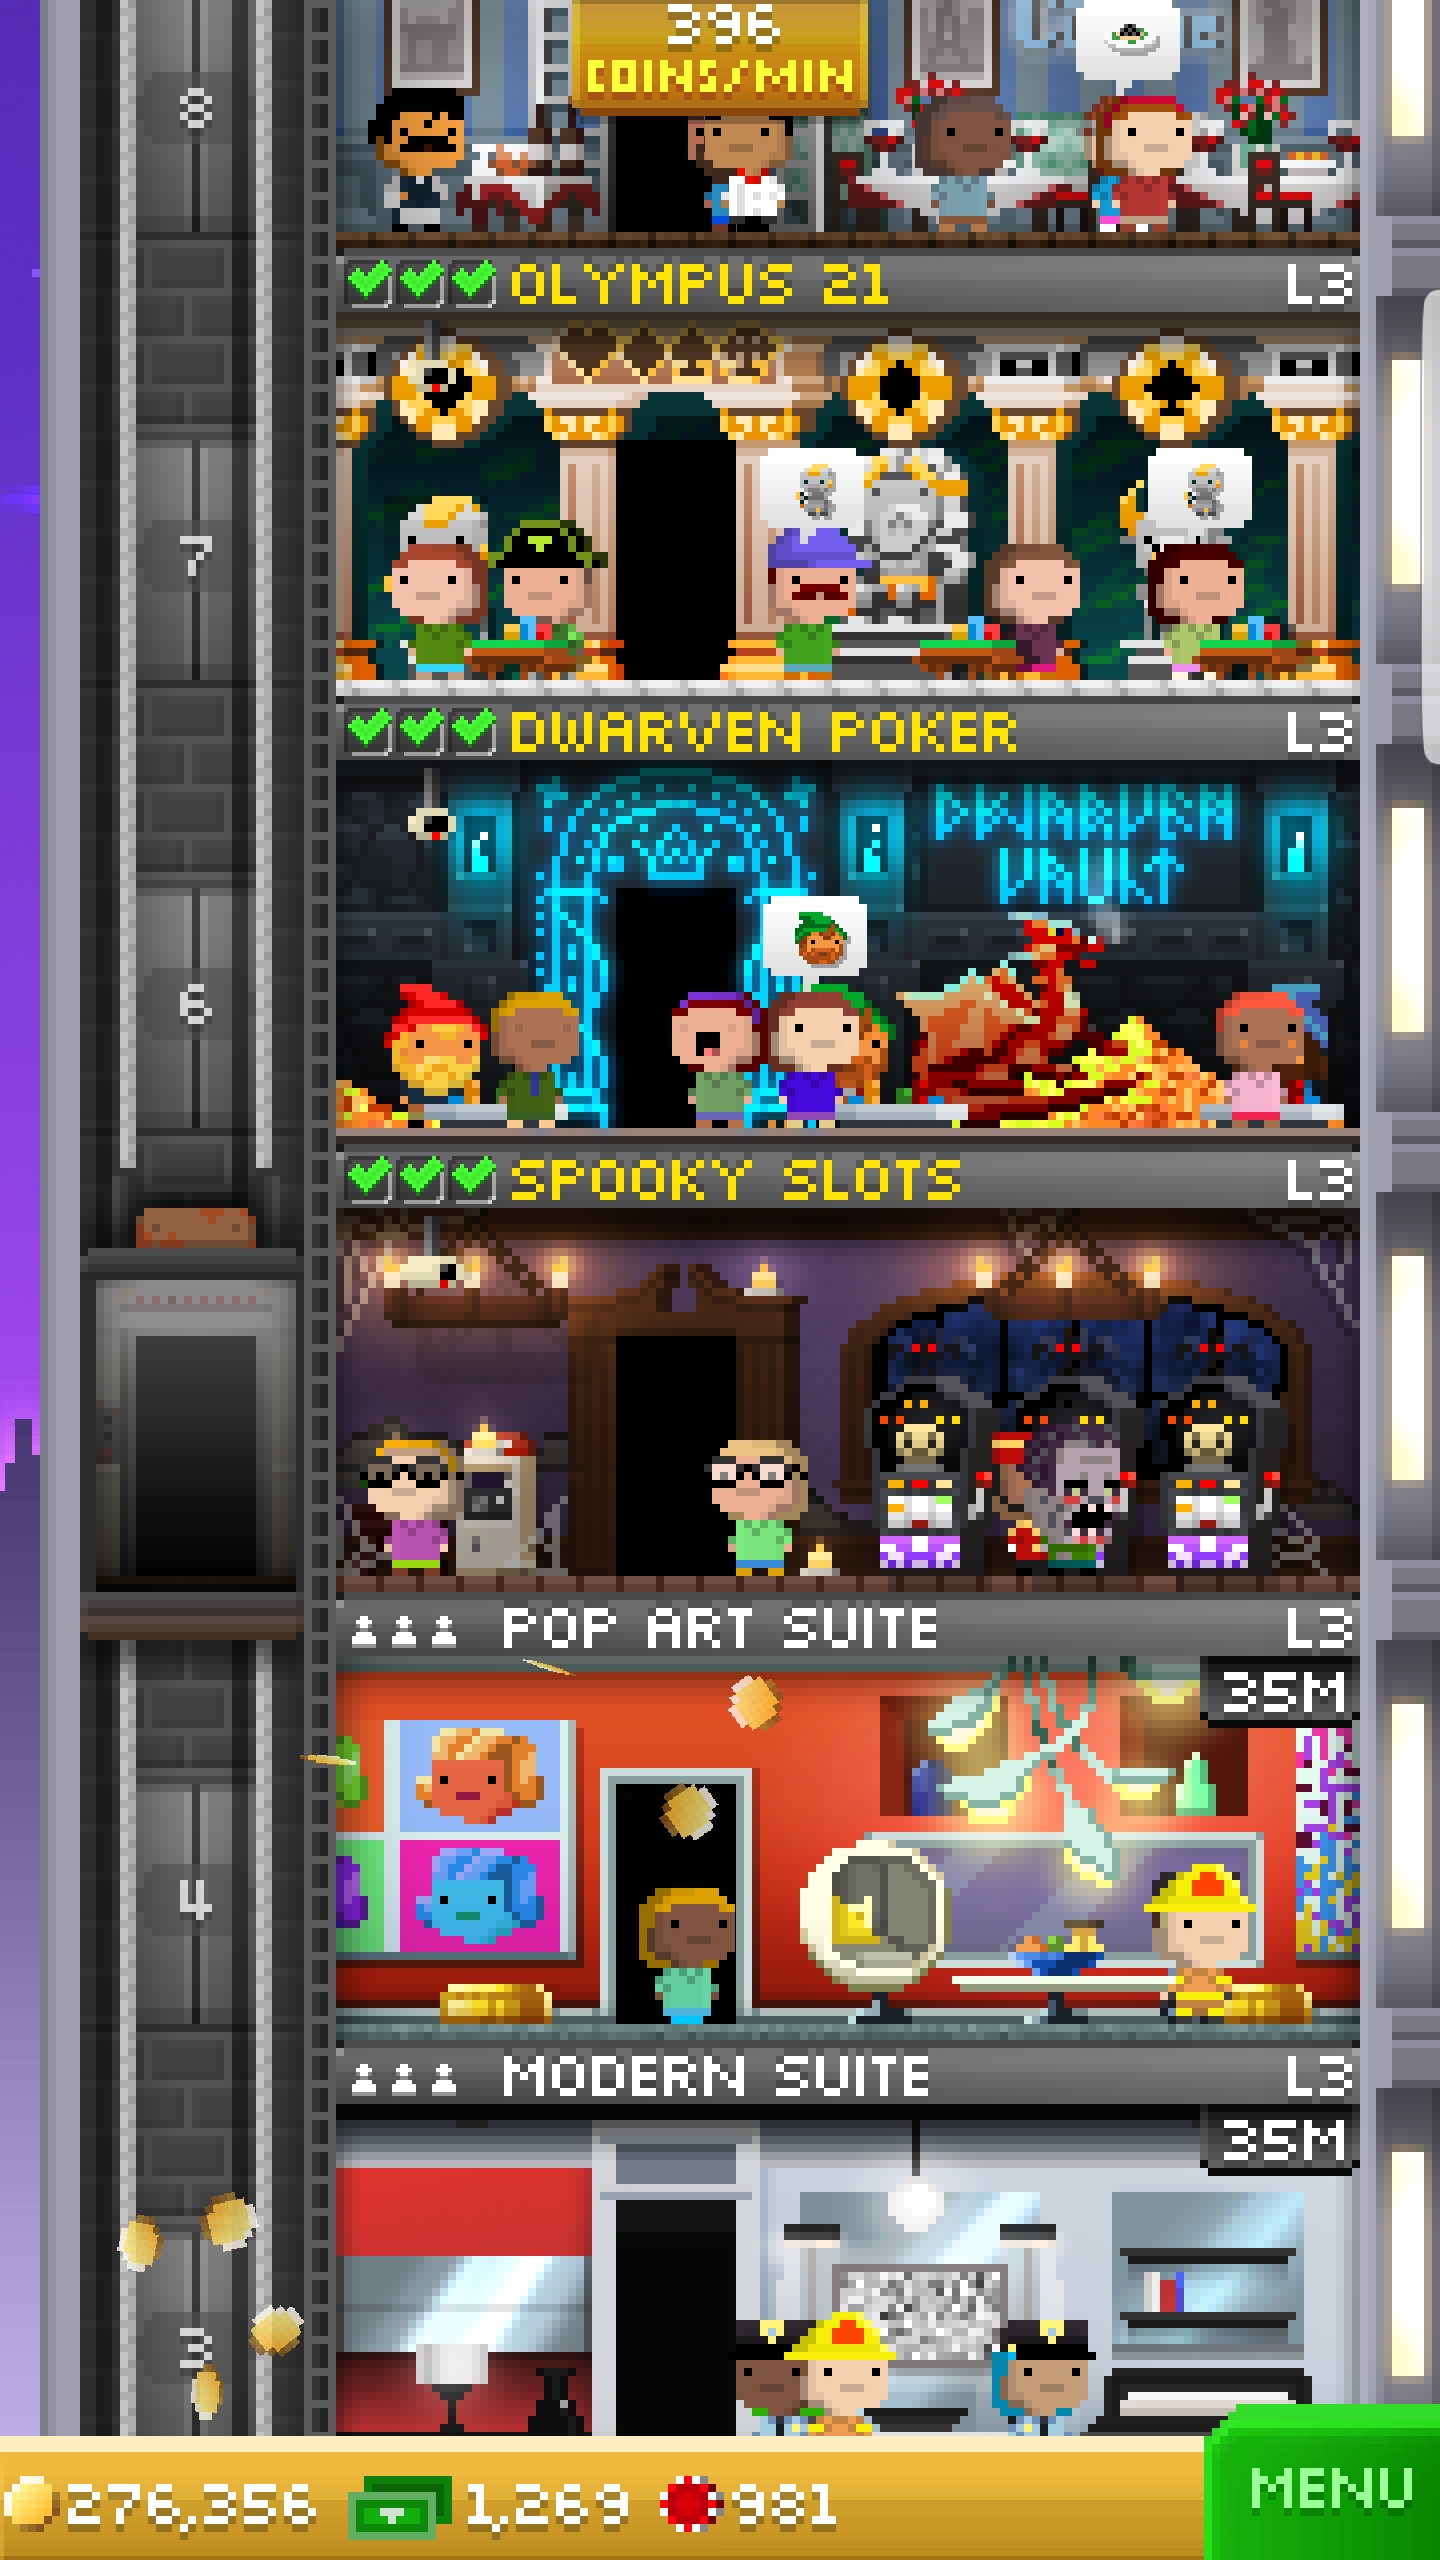 396
COINS/MIN
8
OLYMPUS 21 L3
7
DWARVEN POKER L3
DWARVEN
VAULT
6
SPOOKY SLOTS L3
POP ART SUITE L3
35M
4
MODERN SUITE L3
35M
3
276,356 1,269 981
MENU